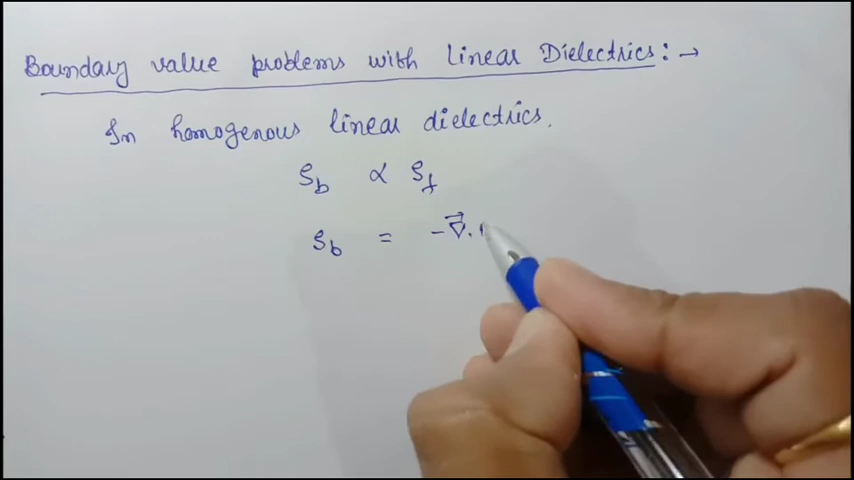 Boundary value problems with linear Dielectrics : →
In homogenous linear dielectrics.
ρb ∝ ρf
ρb = -∇⃗.